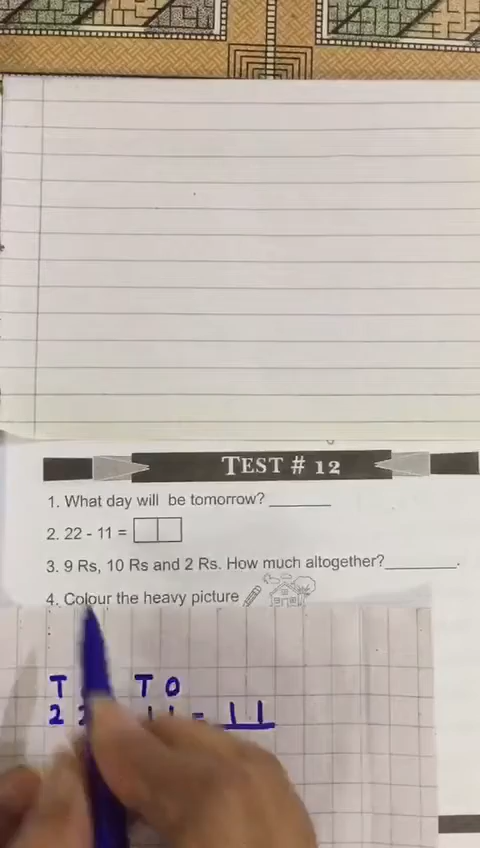 TEST # 12
1. What day will be tomorrow? ______
2. 22 - 11 =
3. 9 Rs, 10 Rs and 2 Rs. How much altogether?________.
4. Colour the heavy picture
T T O
2 = 11